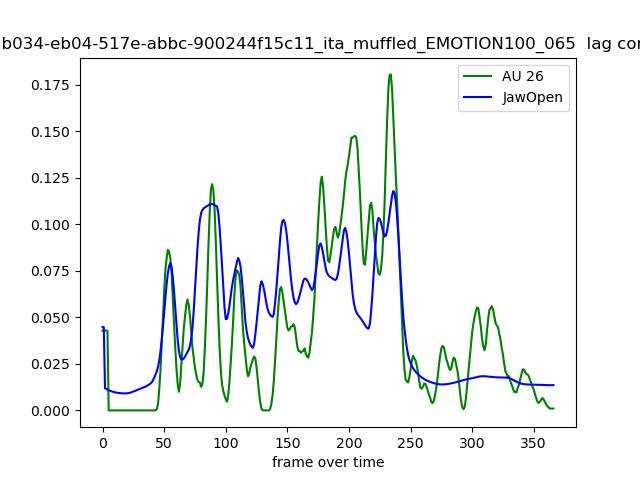 b034-eb04-517e-abbc-900244f15c11_ita_muffled_EMOTION100_065 lag cor
AU 26
JawOpen
0.175
0.150
0.125
0.100
0.075
0.050
0.025
0.000
0 50 100 150 200 250 300 350
frame over time